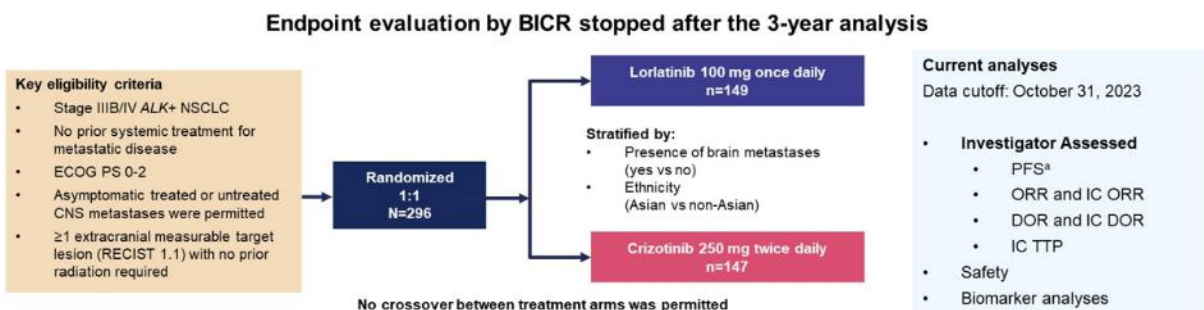 Endpoint evaluation by BICR stopped after the 3-year analysis
Key eligibility criteria
• Stage IIIB/IV ALK+ NSCLC
• No prior systemic treatment for
metastatic disease
• ECOG PS 0-2
• Asymptomatic treated or untreated
CNS metastases were permitted
• ≥1 extracranial measurable target
lesion (RECIST 1.1) with no prior
radiation required
Randomized
1:1
N=296
Lorlatinib 100 mg once daily
n=149
Stratified by:
• Presence of brain metastases
(yes vs no)
• Ethnicity
(Asian vs non-Asian)
Crizotinib 250 mg twice daily
n=147
No crossover between treatment arms was permitted
Current analyses
Data cutoff: October 31, 2023
• Investigator Assessed
• PFSᵃ
• ORR and IC ORR
• DOR and IC DOR
• IC TTP
• Safety
• Biomarker analyses